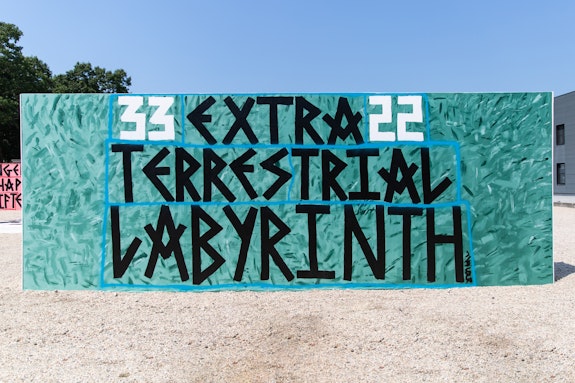 33 EXTRA 22
TERRESTRIAL
LABYRINTH